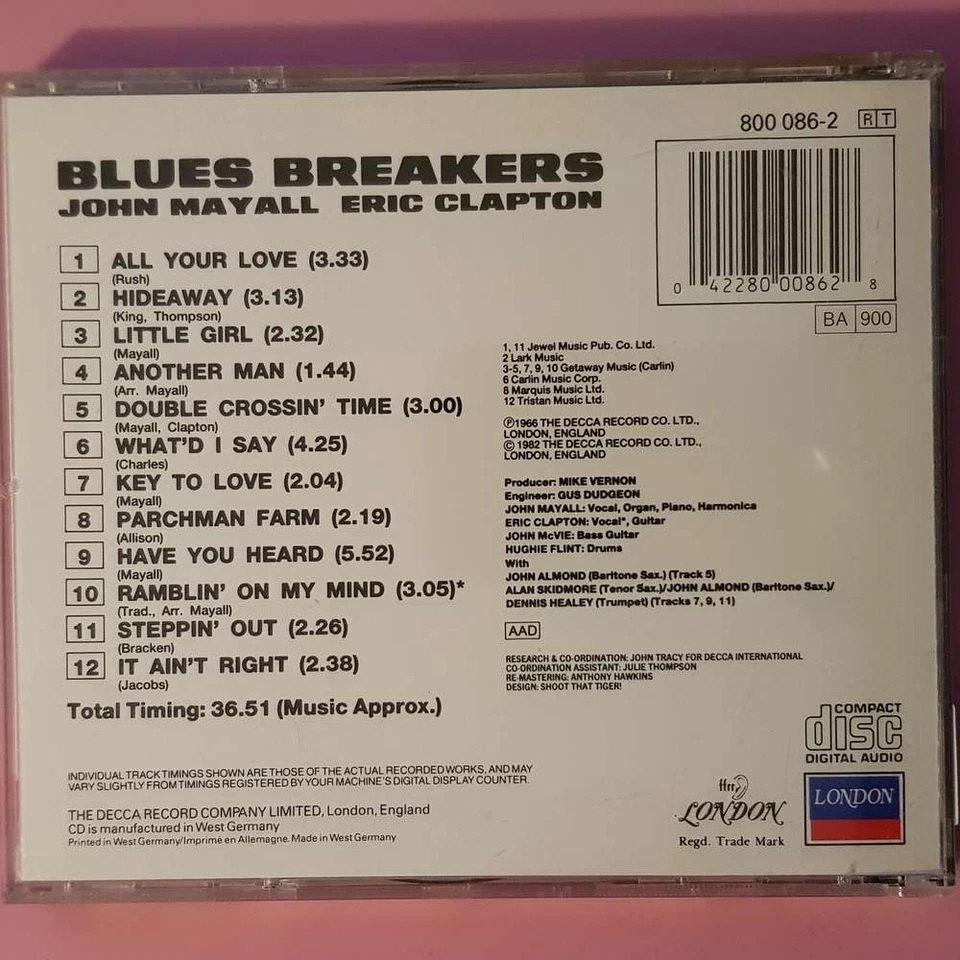 800 086-2 RT
BLUES BREAKERS
JOHN MAYALL ERIC CLAPTON
1 ALL YOUR LOVE (3.33)
(Rush)
2 HIDEAWAY (3.13)
(King, Thompson)
3 LITTLE GIRL (2.32)
(Mayall)
4 ANOTHER MAN (1.44)
(Arr. Mayall)
5 DOUBLE CROSSIN' TIME (3.00)
(Mayall, Clapton)
6 WHAT'D I SAY (4.25)
(Charles)
7 KEY TO LOVE (2.04)
(Mayall)
8 PARCHMAN FARM (2.19)
(Allison)
9 HAVE YOU HEARD (5.52)
(Mayall)
10 RAMBLIN' ON MY MIND (3.05)*
(Trad., Arr. Mayall)
11 STEPPIN' OUT (2.26)
(Bracken)
12 IT AIN'T RIGHT (2.38)
(Jacobs)
Total Timing: 36.51 (Music Approx.)
0 42280 00862 8
BA 900
1, 11 Jewel Music Pub. Co. Ltd.
2 Lark Music
3-5, 7, 9, 10 Getaway Music (Carlin)
6 Carlin Music Corp.
8 Marquis Music Ltd.
12 Tristan Music Ltd.
℗1966 THE DECCA RECORD CO. LTD.,
LONDON, ENGLAND
© 1982 THE DECCA RECORD CO. LTD.,
LONDON, ENGLAND
Producer: MIKE VERNON
Engineer: GUS DUDGEON
JOHN MAYALL: Vocal, Organ, Piano, Harmonica
ERIC CLAPTON: Vocal*, Guitar
JOHN McVIE: Bass Guitar
HUGHIE FLINT: Drums
With
JOHN ALMOND (Baritone Sax.) (Track 5)
ALAN SKIDMORE (Tenor Sax.)/JOHN ALMOND (Baritone Sax.)/
DENNIS HEALEY (Trumpet) (Tracks 7, 9, 11)
AAD
RESEARCH & CO-ORDINATION: JOHN TRACY FOR DECCA INTERNATIONAL
CO-ORDINATION ASSISTANT: JULIE THOMPSON
RE-MASTERING: ANTHONY HAWKINS
DESIGN: SHOOT THAT TIGER!
INDIVIDUAL TRACK TIMINGS SHOWN ARE THOSE OF THE ACTUAL RECORDED WORKS, AND MAY
VARY SLIGHTLY FROM TIMINGS REGISTERED BY YOUR MACHINE'S DIGITAL DISPLAY COUNTER.
THE DECCA RECORD COMPANY LIMITED, London, England
CD is manufactured in West Germany
Printed in West Germany/Imprimé en Allemagne. Made in West Germany
COMPACT
disc
DIGITAL AUDIO
ffrr
LONDON
Regd. Trade Mark
LONDON